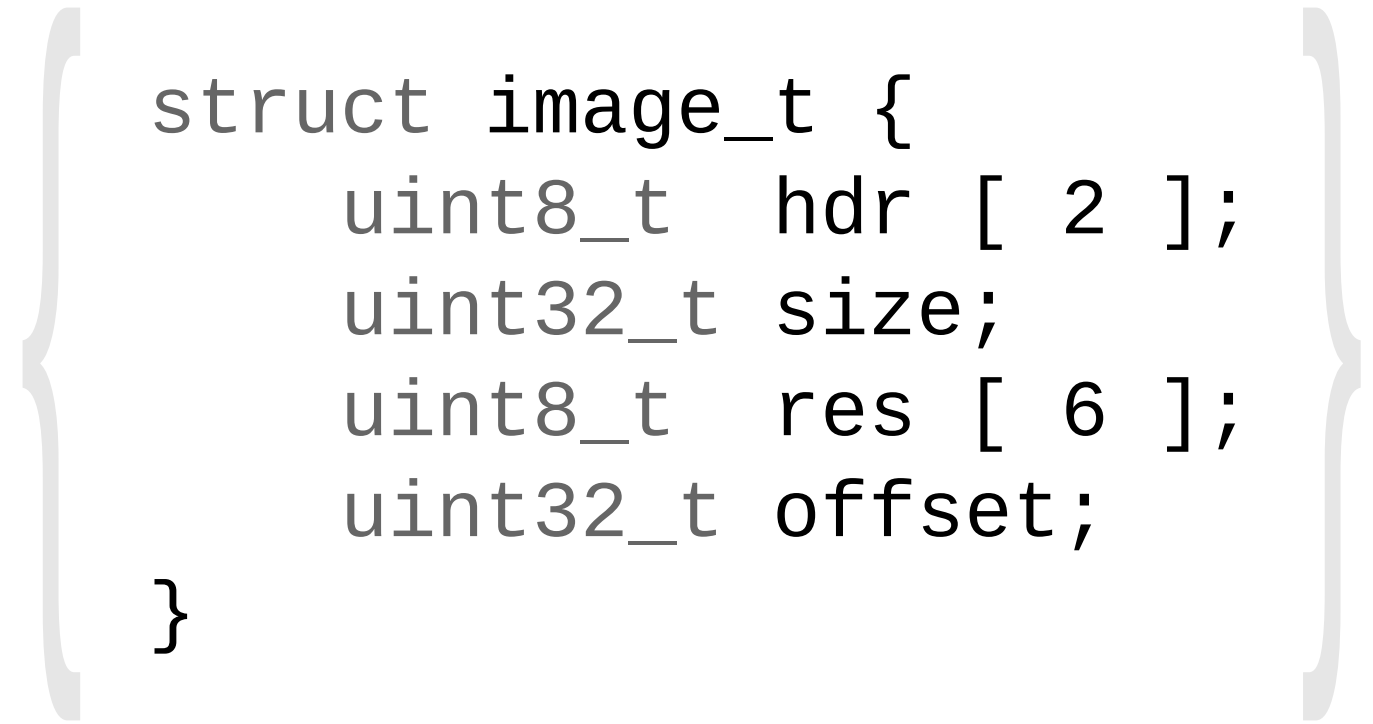 struct image_t {
    uint8_t  hdr [ 2 ];
    uint32_t size;
    uint8_t  res [ 6 ];
    uint32_t offset;
}